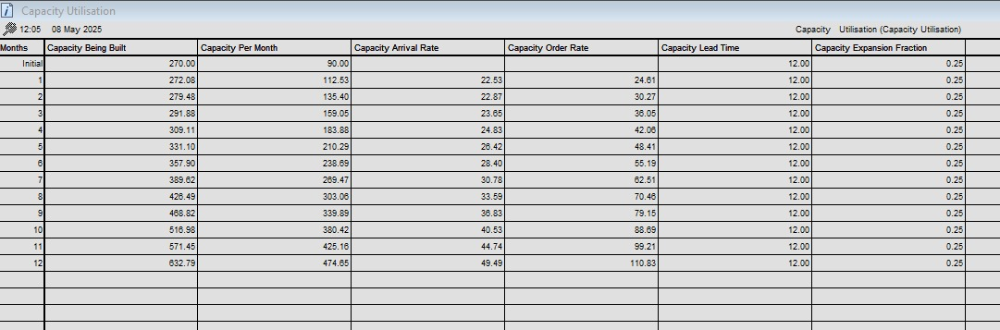 Capacity Utilisation
12:05 08 May 2025 Capacity Utilisation (Capacity Utilisation)
Months Capacity Being Built Capacity Per Month Capacity Arrival Rate Capacity Order Rate Capacity Lead Time Capacity Expansion Fraction
Initial 270.00 90.00 12.00 0.25
1 272.08 112.53 22.53 24.61 12.00 0.25
2 279.48 135.40 22.87 30.27 12.00 0.25
3 291.88 159.05 23.65 36.05 12.00 0.25
4 309.11 183.88 24.83 42.06 12.00 0.25
5 331.10 210.29 26.42 48.41 12.00 0.25
6 357.90 238.69 28.40 55.19 12.00 0.25
7 389.62 269.47 30.78 62.51 12.00 0.25
8 426.49 303.06 33.59 70.46 12.00 0.25
9 468.82 339.89 36.83 79.15 12.00 0.25
10 516.98 380.42 40.53 88.69 12.00 0.25
11 571.45 425.16 44.74 99.21 12.00 0.25
12 632.79 474.65 49.49 110.83 12.00 0.25